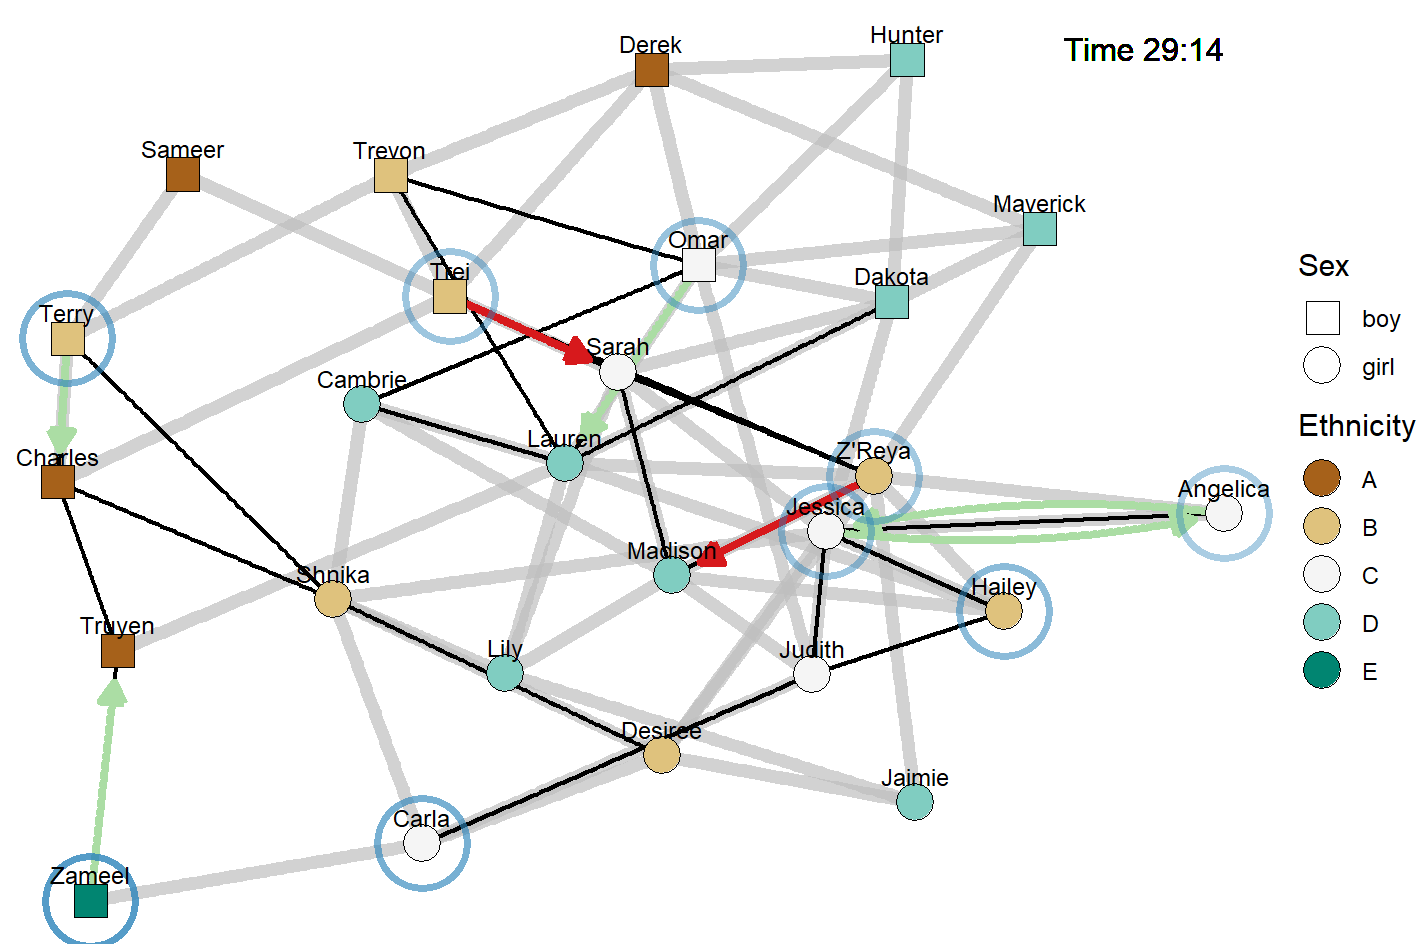 Hunter
Derek
Time 29:14
Sameer
Trevon
Maverick
Omar
Trei
Dakota
Terry
Sarah
Cambrie
Lauren
Z'Reya
Charles
Angelica
Jessica
Madison
Shnika
Hailey
Truyen
Lily
Judith
Desiree
Jaimie
Carla
Zameel
Sex
boy
girl
Ethnicity
A
B
C
D
E